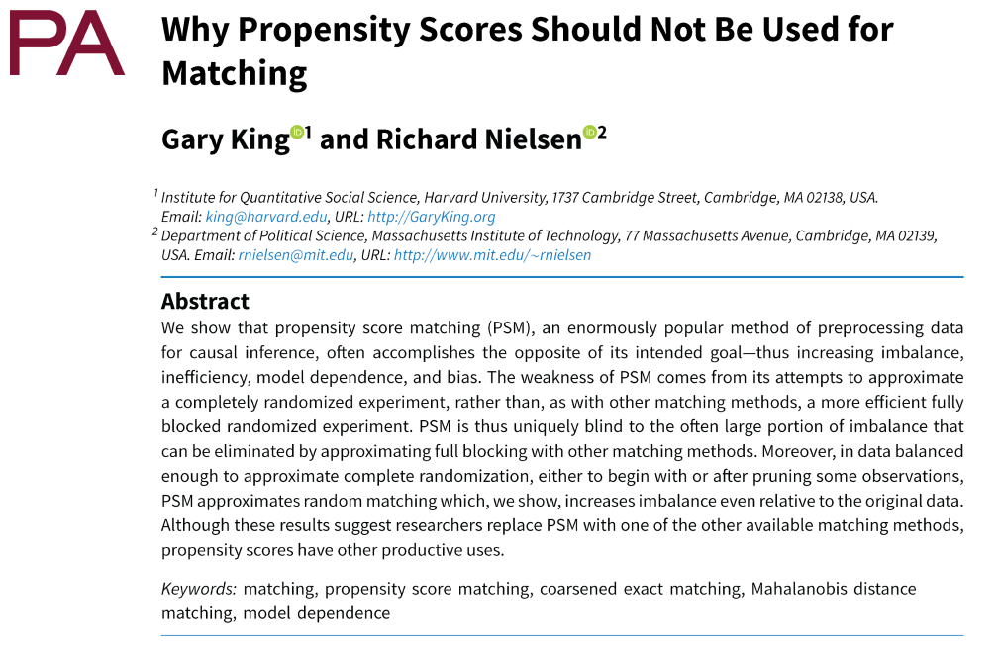 PA
Why Propensity Scores Should Not Be Used for
Matching
Gary King iD 1 and Richard Nielsen iD 2
1 Institute for Quantitative Social Science, Harvard University, 1737 Cambridge Street, Cambridge, MA 02138, USA.
Email: king@harvard.edu, URL: http://GaryKing.org
2 Department of Political Science, Massachusetts Institute of Technology, 77 Massachusetts Avenue, Cambridge, MA 02139,
USA. Email: rnielsen@mit.edu, URL: http://www.mit.edu/~rnielsen
Abstract
We show that propensity score matching (PSM), an enormously popular method of preprocessing data
for causal inference, often accomplishes the opposite of its intended goal—thus increasing imbalance,
inefficiency, model dependence, and bias. The weakness of PSM comes from its attempts to approximate
a completely randomized experiment, rather than, as with other matching methods, a more efficient fully
blocked randomized experiment. PSM is thus uniquely blind to the often large portion of imbalance that
can be eliminated by approximating full blocking with other matching methods. Moreover, in data balanced
enough to approximate complete randomization, either to begin with or after pruning some observations,
PSM approximates random matching which, we show, increases imbalance even relative to the original data.
Although these results suggest researchers replace PSM with one of the other available matching methods,
propensity scores have other productive uses.
Keywords: matching, propensity score matching, coarsened exact matching, Mahalanobis distance
matching, model dependence